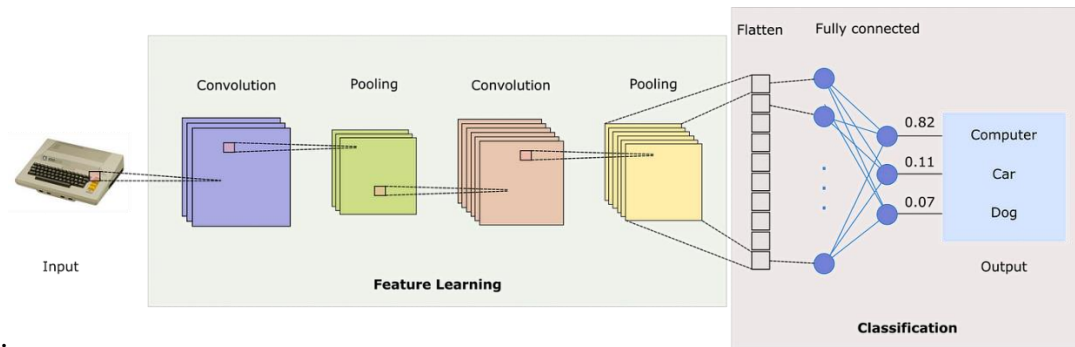 Flatten Fully connected
Convolution Pooling Convolution Pooling
0.82 Computer
0.11 Car
0.07 Dog
Input
Output
Feature Learning
Classification
.